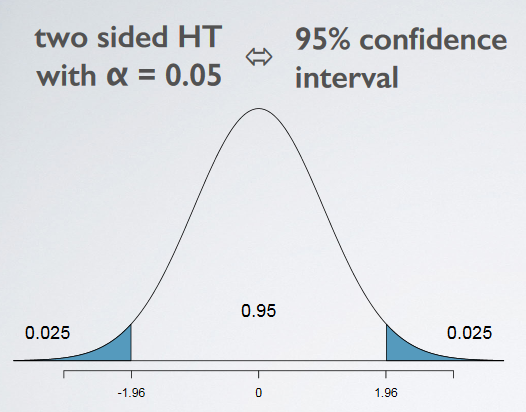 two sided HT
with α = 0.05
⇔
95% confidence
interval
0.95
0.025
0.025
-1.96
0
1.96